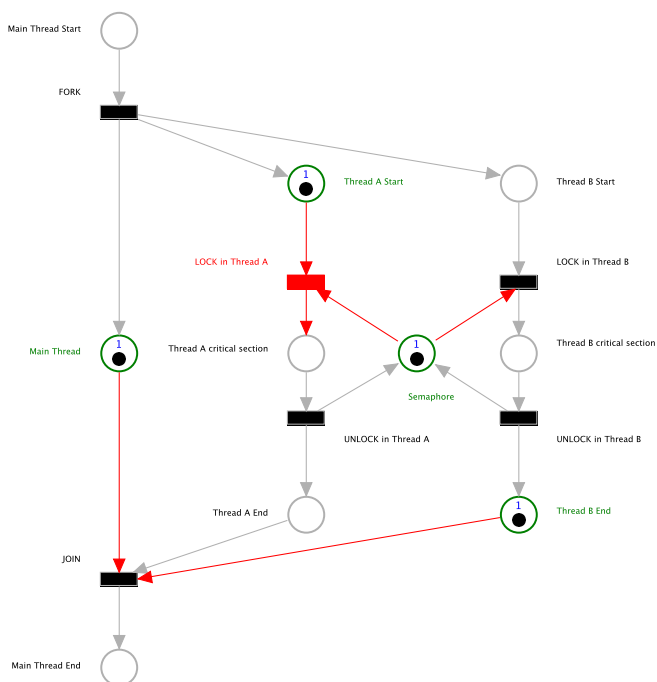 Main Thread Start
FORK
1
Thread A Start
Thread B Start
LOCK in Thread A
LOCK in Thread B
1
Main Thread
Thread A critical section
1
Thread B critical section
Semaphore
UNLOCK in Thread A
UNLOCK in Thread B
Thread A End
1
Thread B End
JOIN
Main Thread End